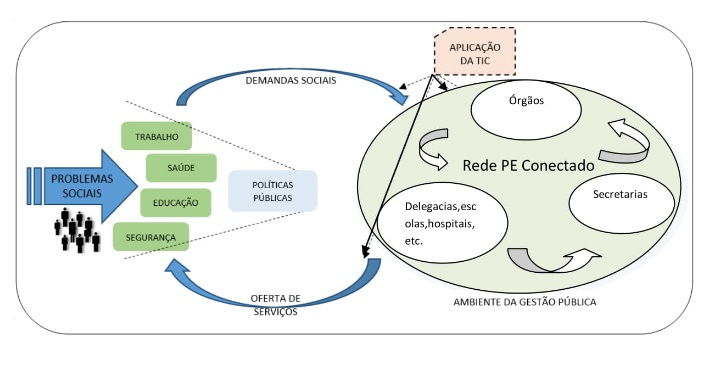 APLICAÇÃO
DA TIC
DEMANDAS SOCIAIS
Órgãos
TRABALHO
SAÚDE
PROBLEMAS
SOCIAIS
EDUCAÇÃO
SEGURANÇA
POLÍTICAS
PÚBLICAS
Rede PE Conectado
Secretarias
Delegacias,esc
olas,hospitais,
etc.
OFERTA DE
SERVIÇOS
AMBIENTE DA GESTÃO PÚBLICA